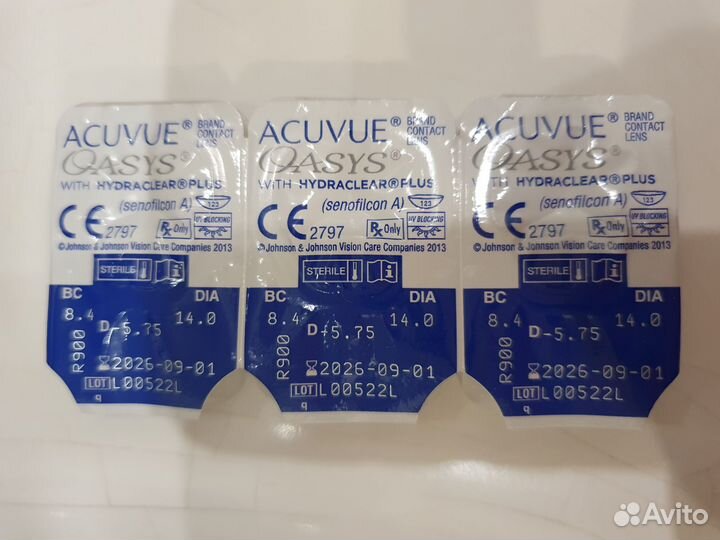 ACUVUE® BRAND CONTACT LENS
OASYS®
WITH HYDRACLEAR®PLUS
(senofilcon A) 123
CE 2797 Rx Only UV BLOCKING
©Johnson & Johnson Vision Care Companies 2013
STERILE i
BC DIA
8.4 14.0
D-5.75
R900
2026-09-01
LOT L00522L
q
ACUVUE® BRAND CONTACT LENS
OASYS®
WITH HYDRACLEAR®PLUS
(senofilcon A) 123
CE 2797 Rx Only UV BLOCKING
©Johnson & Johnson Vision Care Companies 2013
STERILE i
BC DIA
8.4 14.0
D-5.75
R900
2026-09-01
LOT L00522L
q
ACUVUE® BRAND CONTACT LENS
OASYS®
WITH HYDRACLEAR®PLUS
(senofilcon A) 123
CE 2797 Rx Only UV BLOCKING
©Johnson & Johnson Vision Care Companies 2013
STERILE i
BC DIA
8.4 14.0
D-5.75
R900
2026-09-01
LOT L00522L
q
Avito